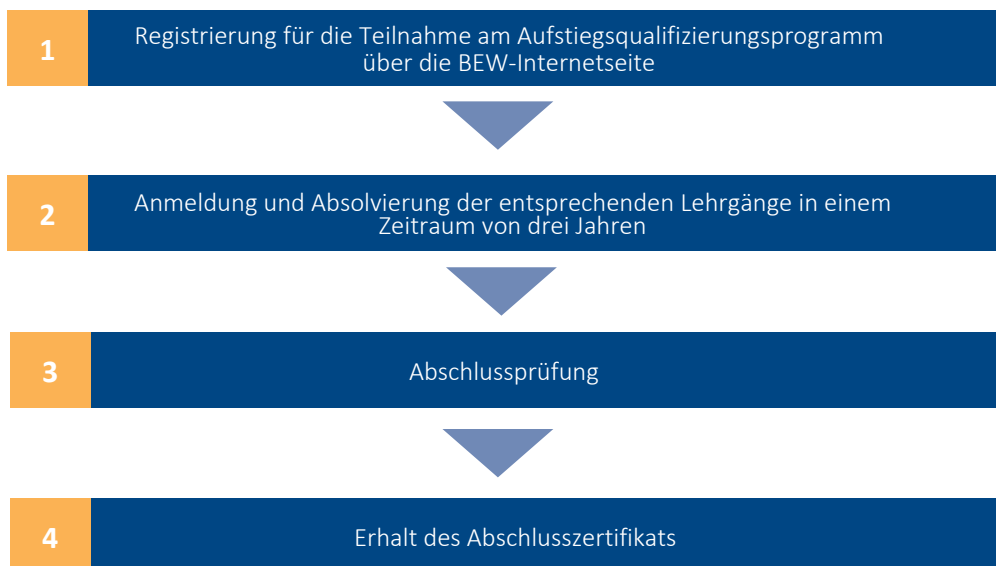 1
Registrierung für die Teilnahme am Aufstiegsqualifizierungsprogramm
über die BEW-Internetseite
2
Anmeldung und Absolvierung der entsprechenden Lehrgänge in einem
Zeitraum von drei Jahren
3
Abschlussprüfung
4
Erhalt des Abschlusszertifikats